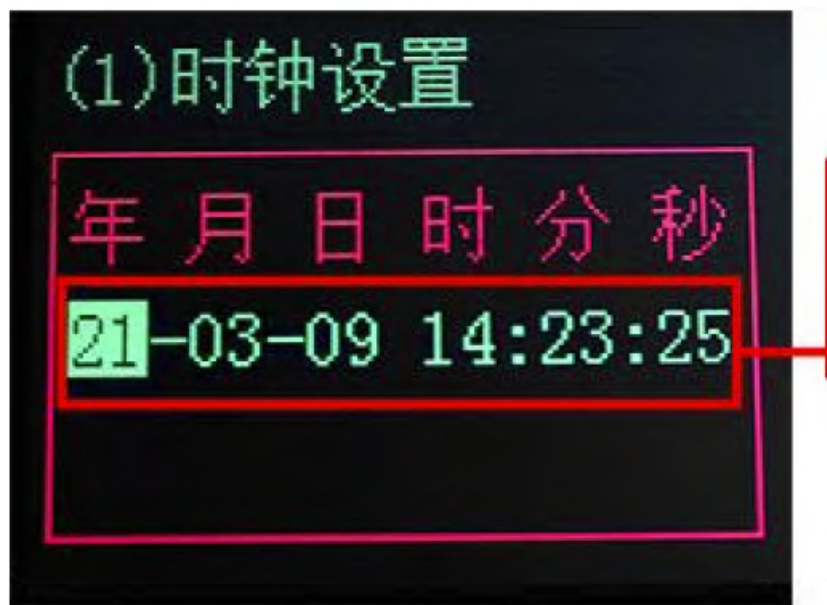 (1)时钟设置
年 月 日 时 分 秒
21-03-09 14:23:25